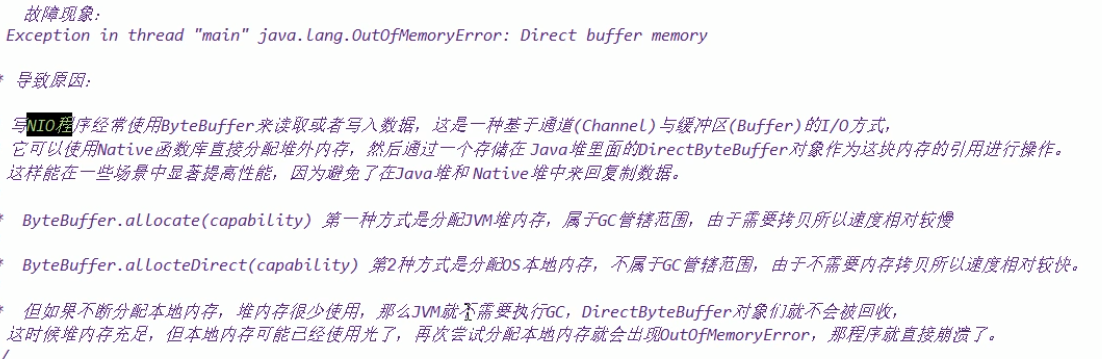 故障现象:
Exception in thread "main" java.lang.OutOfMemoryError: Direct buffer memory
* 导致原因:
写NIO程序经常使用ByteBuffer来读取或者写入数据，这是一种基于通道(Channel)与缓冲区(Buffer)的I/O方式，
它可以使用Native函数库直接分配堆外内存，然后通过一个存储在Java堆里面的DirectByteBuffer对象作为这块内存的引用进行操作。
这样能在一些场景中显著提高性能，因为避免了在Java堆和Native堆中来回复制数据。
* ByteBuffer.allocate(capability) 第一种方式是分配JVM堆内存，属于GC管辖范围，由于需要拷贝所以速度相对较慢
* ByteBuffer.allocteDirect(capability) 第2种方式是分配OS本地内存，不属于GC管辖范围，由于不需要内存拷贝所以速度相对较快。
* 但如果不断分配本地内存，堆内存很少使用，那么JVM就不需要执行GC，DirectByteBuffer对象们就不会被回收，
这时候堆内存充足，但本地内存可能已经使用光了，再次尝试分配本地内存就会出现OutOfMemoryError，那程序就直接崩溃了。
/